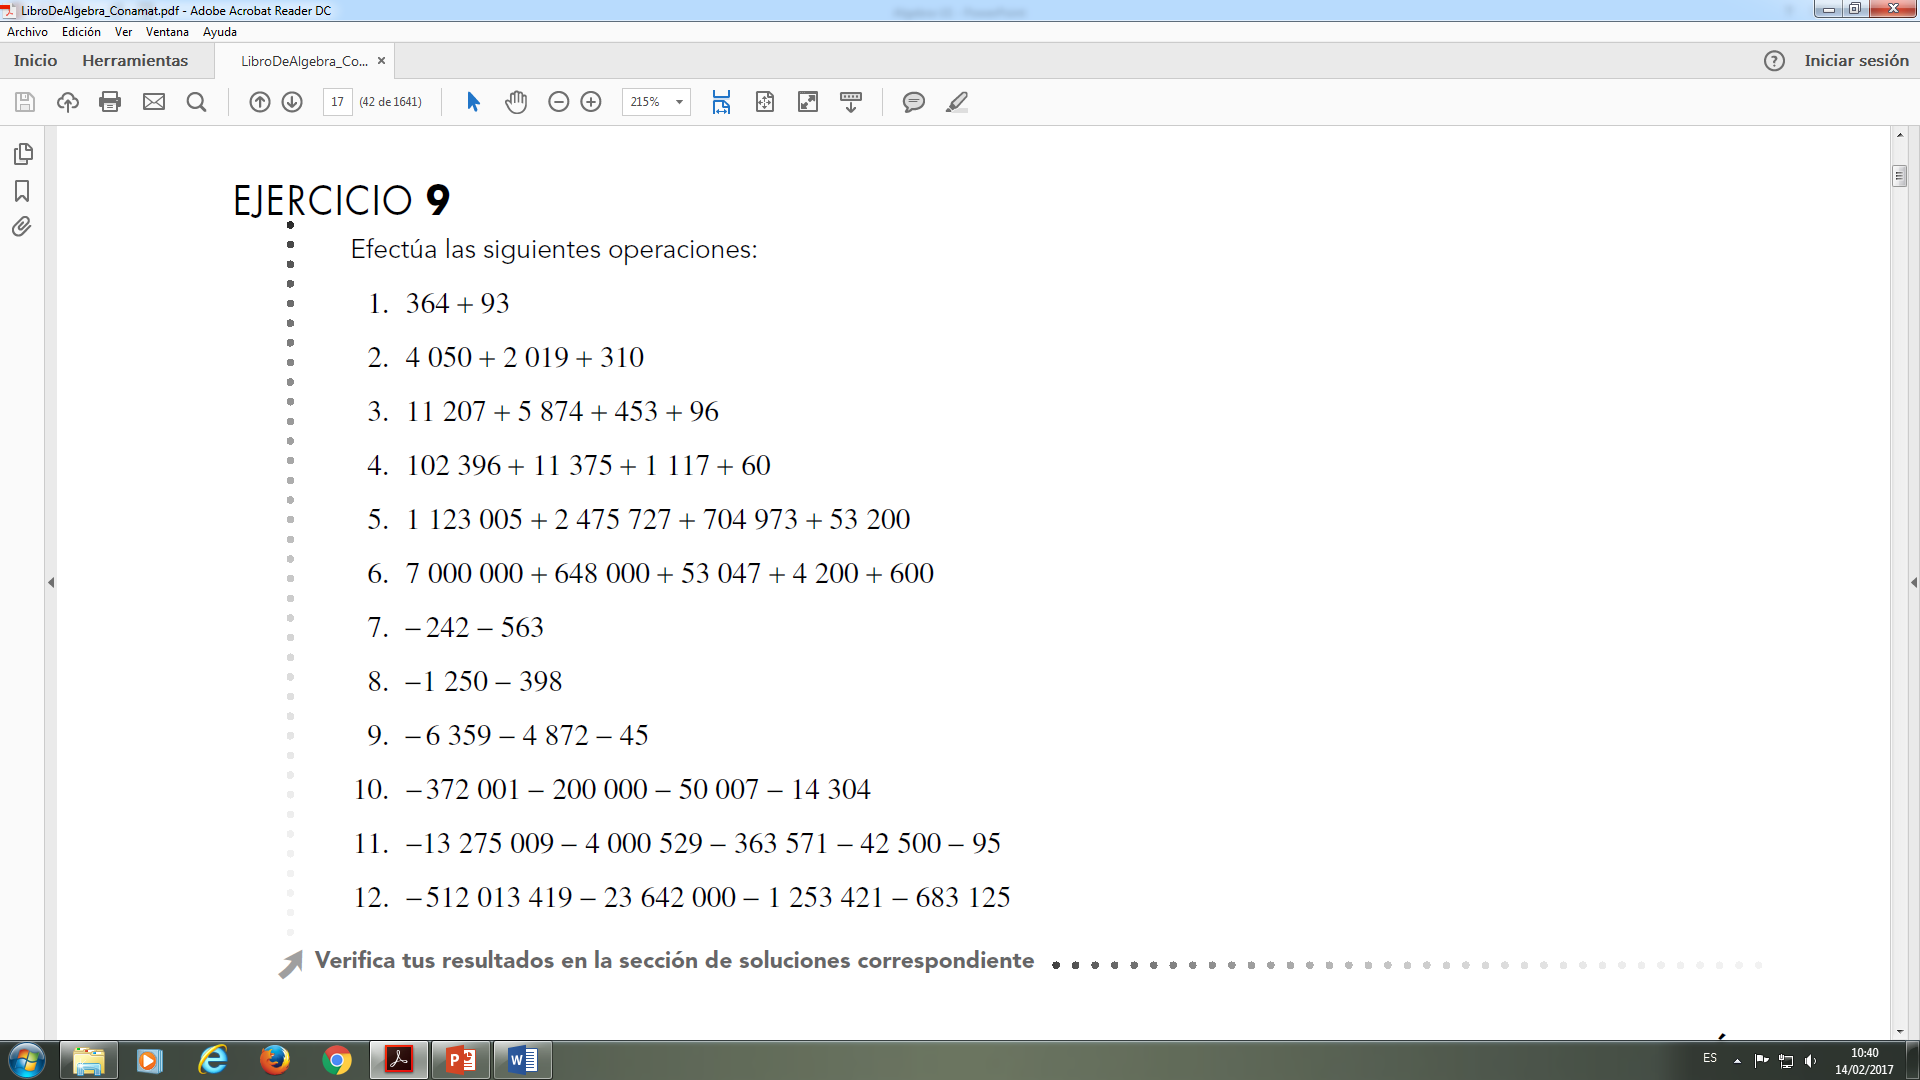 LibroDeAlgebra_Conamat.pdf - Adobe Acrobat Reader DC
Archivo Edición Ver Ventana Ayuda
Inicio Herramientas LibroDeAlgebra_Co... × ? Iniciar sesión
17 (42 de 1641) 215%
EJERCICIO 9
Efectúa las siguientes operaciones:
1. 364 + 93
2. 4 050 + 2 019 + 310
3. 11 207 + 5 874 + 453 + 96
4. 102 396 + 11 375 + 1 117 + 60
5. 1 123 005 + 2 475 727 + 704 973 + 53 200
6. 7 000 000 + 648 000 + 53 047 + 4 200 + 600
7. – 242 – 563
8. –1 250 – 398
9. – 6 359 – 4 872 – 45
10. – 372 001 – 200 000 – 50 007 – 14 304
11. –13 275 009 – 4 000 529 – 363 571 – 42 500 – 95
12. – 512 013 419 – 23 642 000 – 1 253 421 – 683 125
Verifica tus resultados en la sección de soluciones correspondiente
ES 10:40
14/02/2017